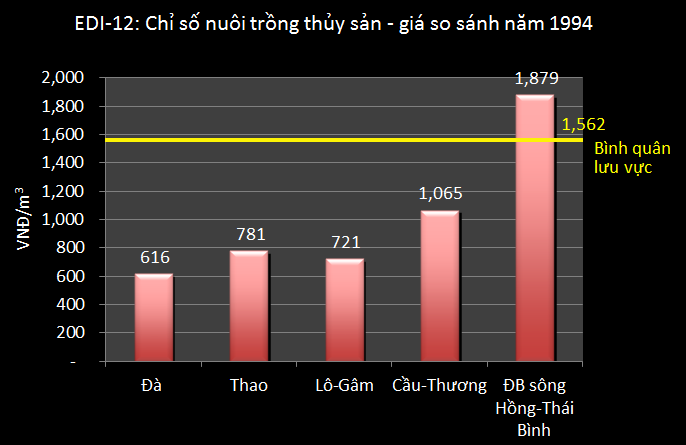 EDI-12: Chỉ số nuôi trồng thủy sản - giá so sánh năm 1994
2,000
1,800
1,600
1,400
1,200
1,000
800
600
400
200
-
VNĐ/m³
616
781
721
1,065
1,879
1,562
Bình quân
lưu vực
Đà
Thao
Lô-Gâm
Cầu-Thương
ĐB sông
Hồng-Thái
Bình